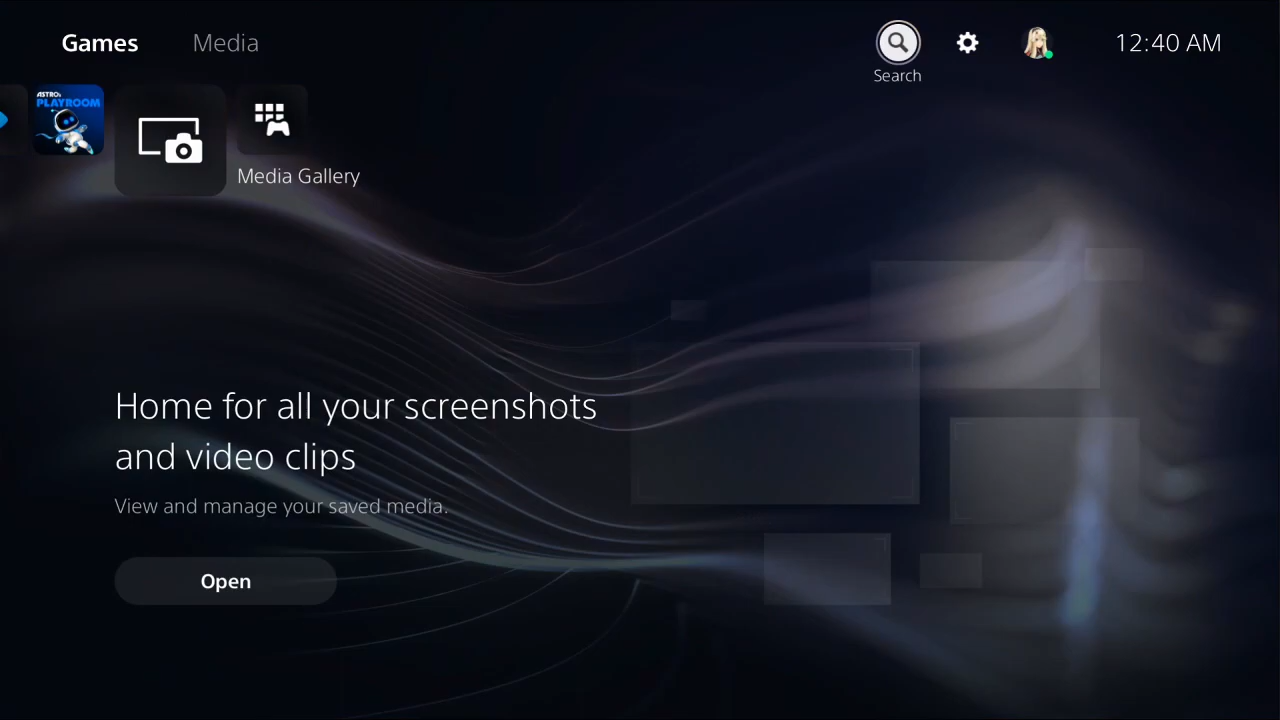 Games
Media
12:40 AM
Search
ASTRO's
PLAYROOM
Media Gallery
Home for all your screenshots
and video clips
View and manage your saved media.
Open